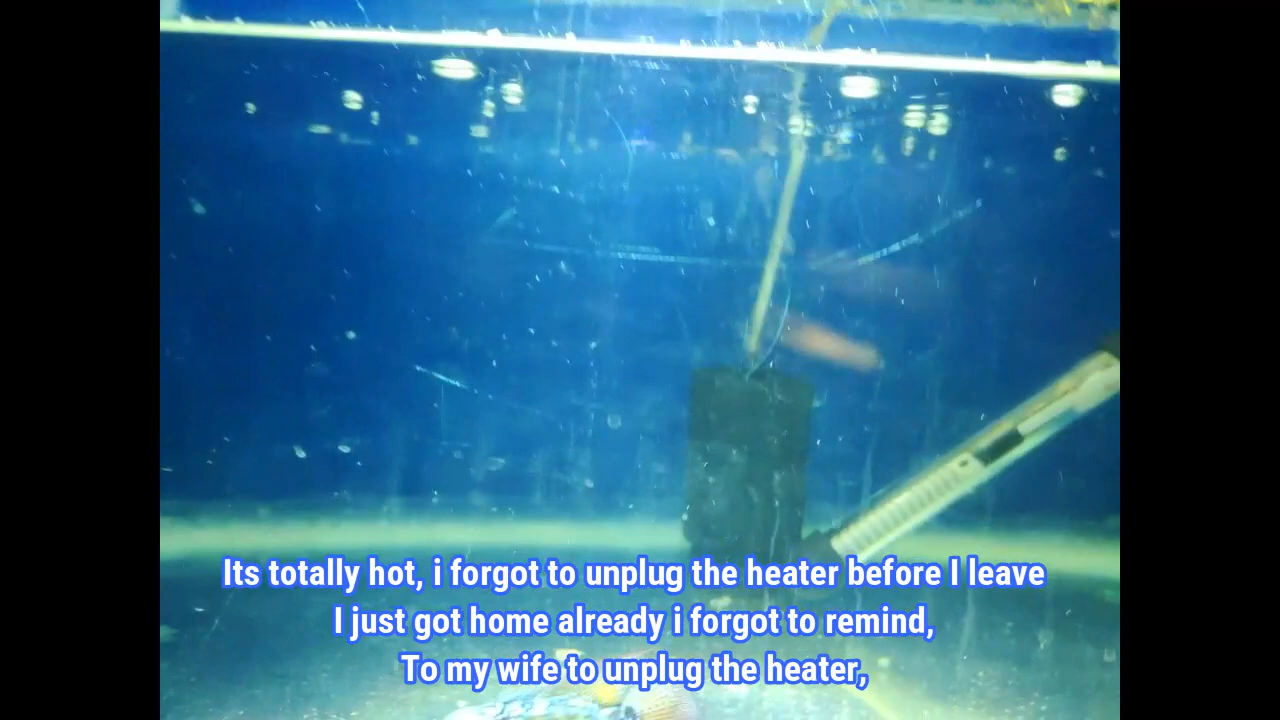 Its totally hot, i forgot to unplug the heater before I leave
I just got home already i forgot to remind,
To my wife to unplug the heater,